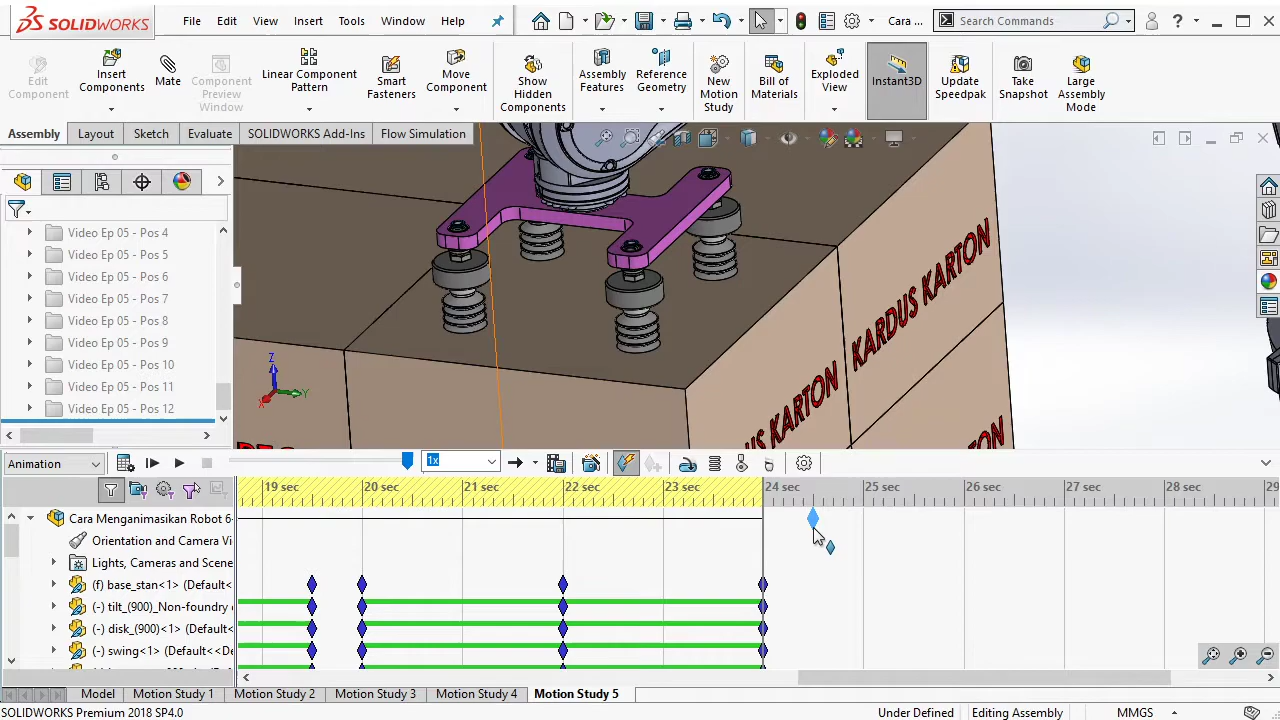 SOLIDWORKS
File Edit View Insert Tools Window Help
Cara ...
Search Commands
Edit Component
Insert Components
Mate
Component Preview Window
Linear Component Pattern
Smart Fasteners
Move Component
Show Hidden Components
Assembly Features
Reference Geometry
New Motion Study
Bill of Materials
Exploded View
Instant3D
Update Speedpak
Take Snapshot
Large Assembly Mode
Assembly Layout Sketch Evaluate SOLIDWORKS Add-Ins Flow Simulation
Video Ep 05 - Pos 4
Video Ep 05 - Pos 5
Video Ep 05 - Pos 6
Video Ep 05 - Pos 7
Video Ep 05 - Pos 8
Video Ep 05 - Pos 9
Video Ep 05 - Pos 10
Video Ep 05 - Pos 11
Video Ep 05 - Pos 12
KARDUS KARTON
Z
Y
X
Animation
1x
19 sec 20 sec 21 sec 22 sec 23 sec 24 sec 25 sec 26 sec 27 sec 28 sec 29
Cara Menganimasikan Robot 6-
Orientation and Camera Vi
Lights, Cameras and Scene
(f) base_stan<1> (Default<
(-) tilt_(900)_Non-foundry
(-) disk_(900)<1> (Default<
(-) swing<1> (Default<<De
Model Motion Study 1 Motion Study 2 Motion Study 3 Motion Study 4 Motion Study 5
SOLIDWORKS Premium 2018 SP4.0
Under Defined Editing Assembly MMGS